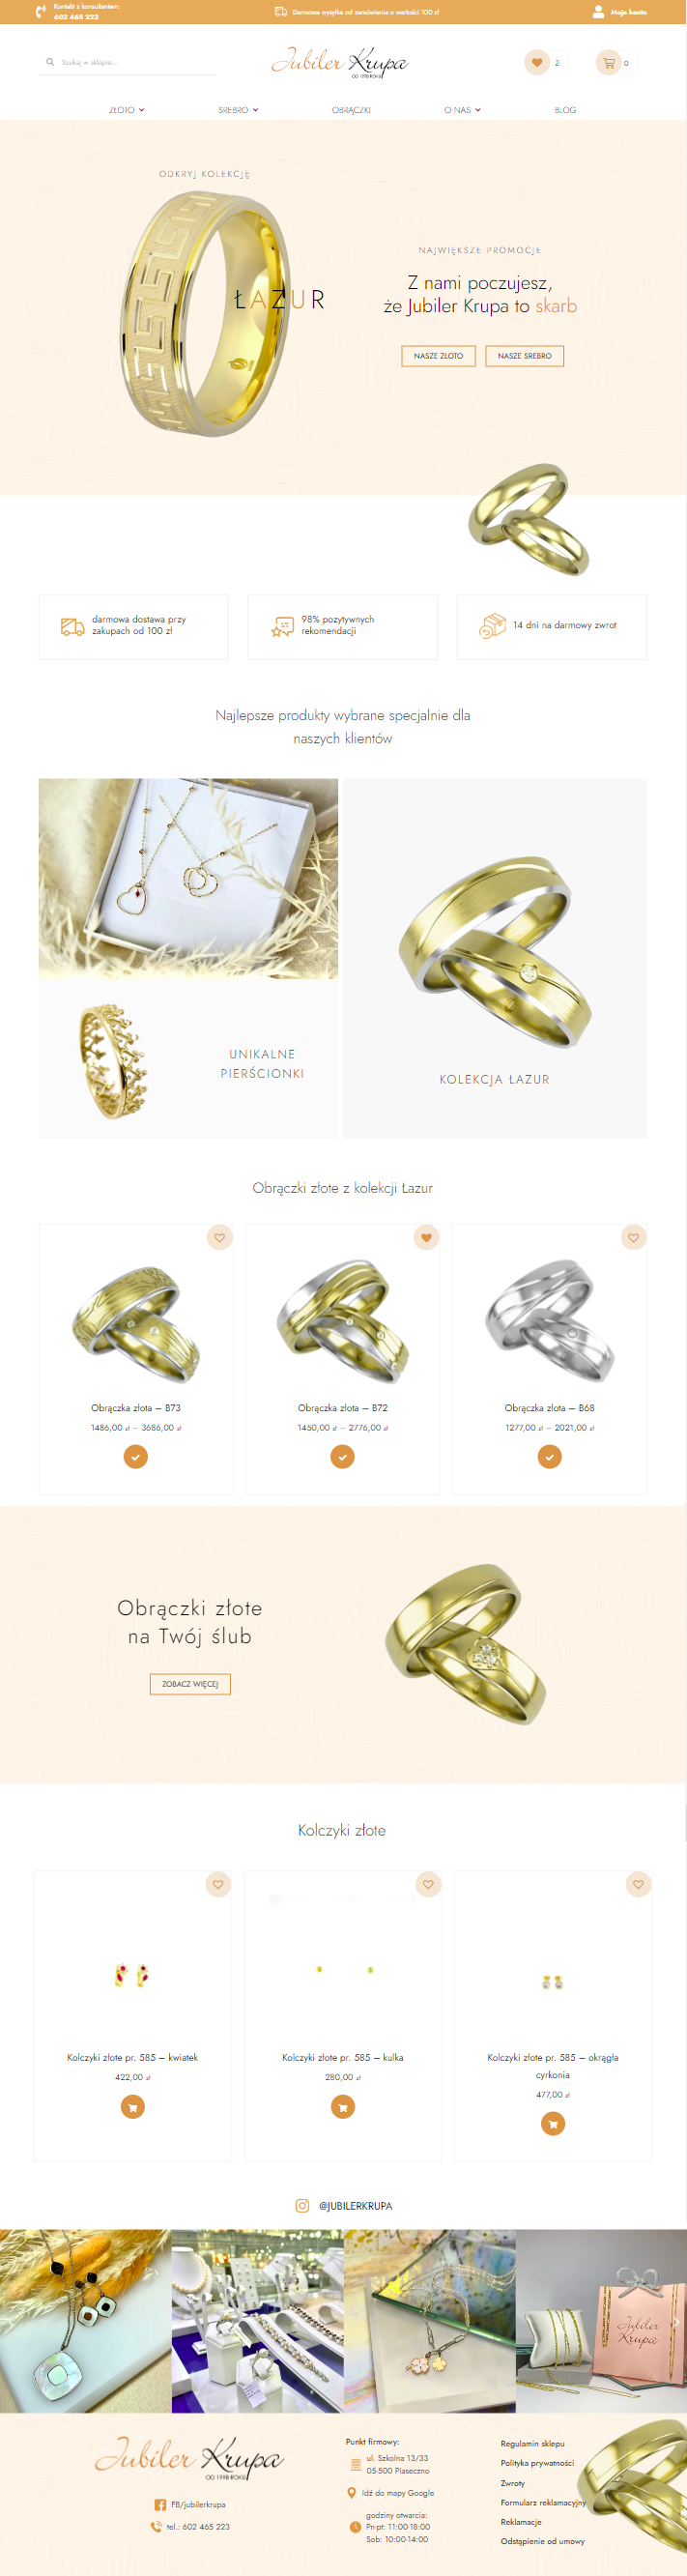 Kontakt z konsultantem:
602 465 223
Darmowa wysyłka od zamówienia o wartości 100 zł
Moje konto
Szukaj w sklepie...
Jubiler Krupa
OD 1998 ROKU
2
0
ZŁOTO
SREBRO
OBRĄCZKI
O NAS
BLOG
ODKRYJ KOLEKCJĘ
ŁAZUR
NAJWIĘKSZE PROMOCJE
Z nami poczujesz,
że Jubiler Krupa to skarb
NASZE ZŁOTO
NASZE SREBRO
darmowa dostawa przy
zakupach od 100 zł
98% pozytywnych
rekomendacji
14 dni na darmowy zwrot
Najlepsze produkty wybrane specjalnie dla
naszych klientów
UNIKALNE
PIERŚCIONKI
KOLEKCJA ŁAZUR
Obrączki złote z kolekcji Łazur
Obrączka złota – B73
1486,00 zł – 3686,00 zł
Obrączka złota – B72
1450,00 zł – 2776,00 zł
Obrączka złota – B68
1277,00 zł – 2021,00 zł
Obrączki złote
na Twój ślub
ZOBACZ WIĘCEJ
Kolczyki złote
Kolczyki złote pr. 585 – kwiatek
422,00 zł
Kolczyki złote pr. 585 – kulka
280,00 zł
Kolczyki złote pr. 585 – okrągła
cyrkonia
477,00 zł
@JUBILERKRUPA
Jubiler
Krupa
Jubiler Krupa
OD 1998 ROKU
FB/jubilerkrupa
tel.: 602 465 223
Punkt firmowy:
ul. Szkolna 13/33
05-500 Piaseczno
Idź do mapy Google
godziny otwarcia:
Pn-pt: 11:00-18:00
Sob: 10:00-14:00
Regulamin sklepu
Polityka prywatności
Zwroty
Formularz reklamacyjny
Reklamacje
Odstąpienie od umowy